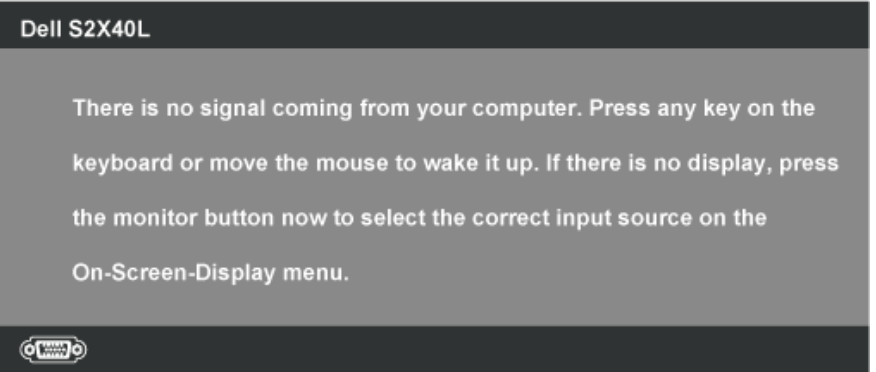 Dell S2X40L
There is no signal coming from your computer. Press any key on the
keyboard or move the mouse to wake it up. If there is no display, press
the monitor button now to select the correct input source on the
On-Screen-Display menu.